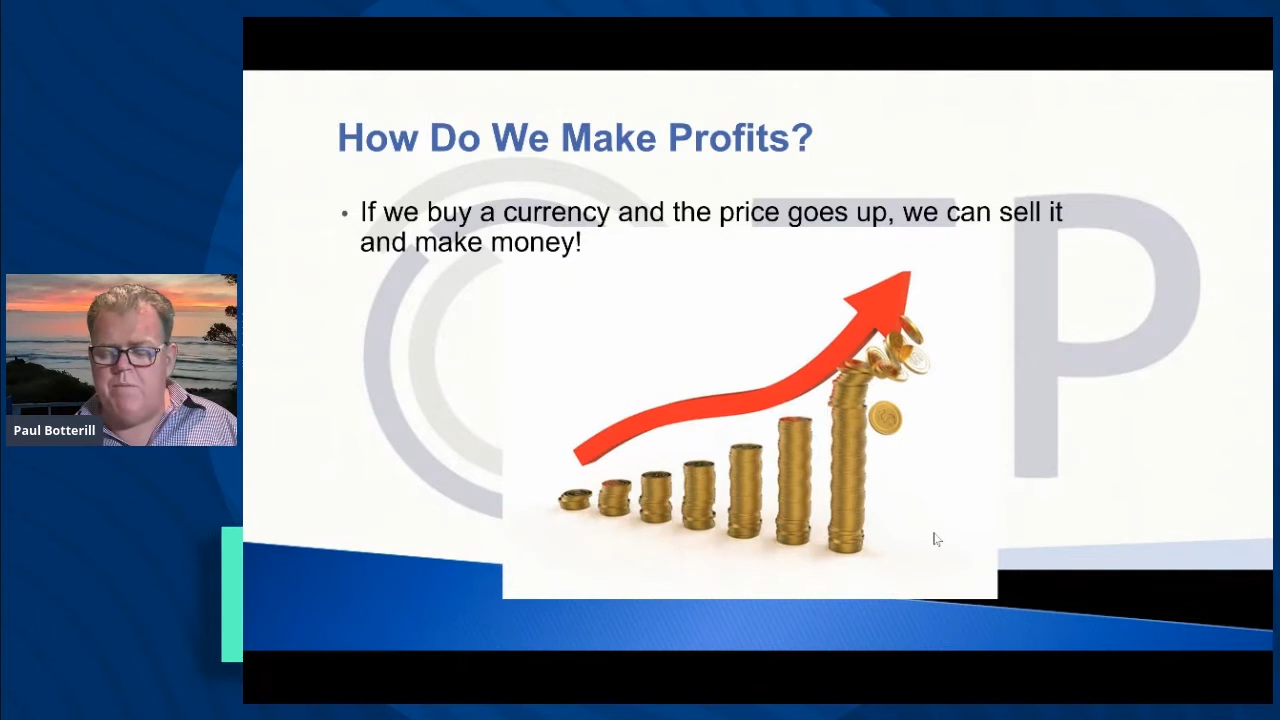 How Do We Make Profits?
• If we buy a currency and the price goes up, we can sell it
and make money!
CTP
Paul Botterill